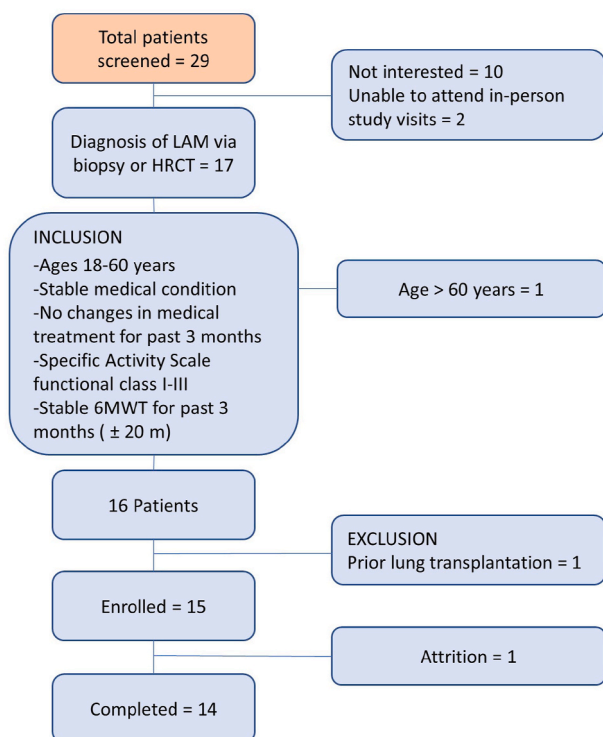 Total patients
screened = 29
Not interested = 10
Unable to attend in-person
study visits = 2
Diagnosis of LAM via
biopsy or HRCT = 17
INCLUSION
-Ages 18-60 years
-Stable medical condition
-No changes in medical
treatment for past 3 months
-Specific Activity Scale
functional class I-III
-Stable 6MWT for past 3
months ( ± 20 m)
Age > 60 years = 1
16 Patients
EXCLUSION
Prior lung transplantation = 1
Enrolled = 15
Attrition = 1
Completed = 14